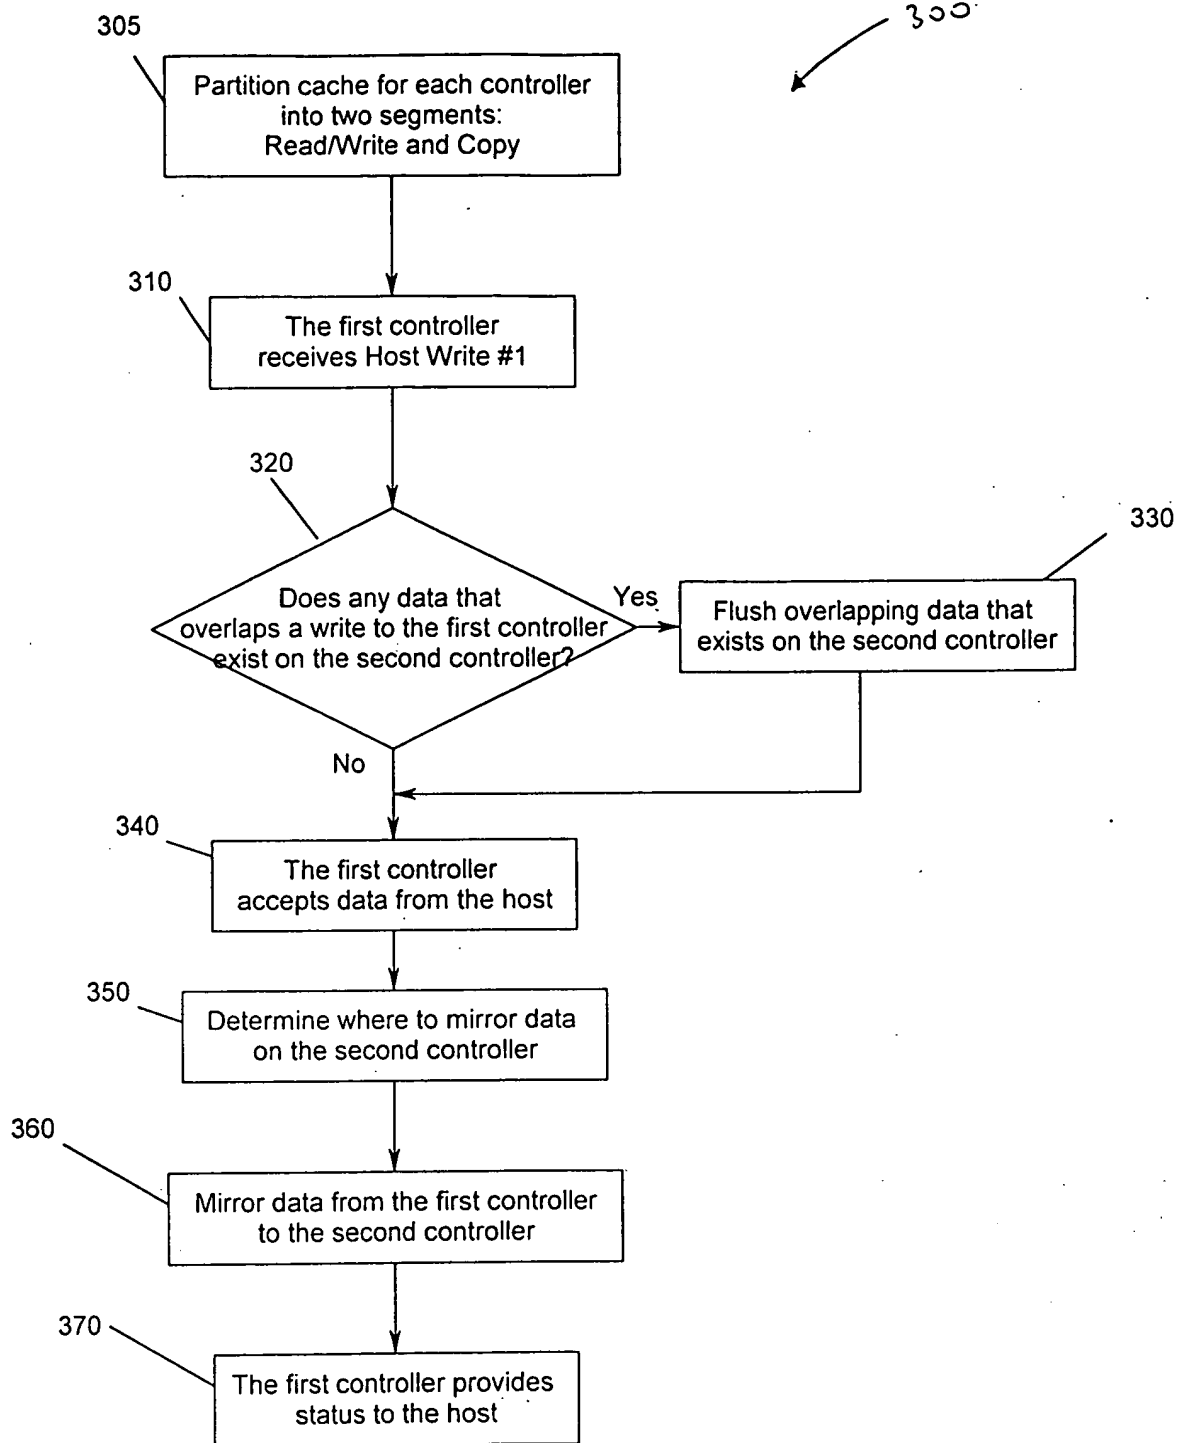 300
305
Partition cache for each controller
into two segments:
Read/Write and Copy
310
The first controller
receives Host Write #1
320
Does any data that
overlaps a write to the first controller
exist on the second controller?
Yes
330
Flush overlapping data that
exists on the second controller
No
340
The first controller
accepts data from the host
350
Determine where to mirror data
on the second controller
360
Mirror data from the first controller
to the second controller
370
The first controller provides
status to the host